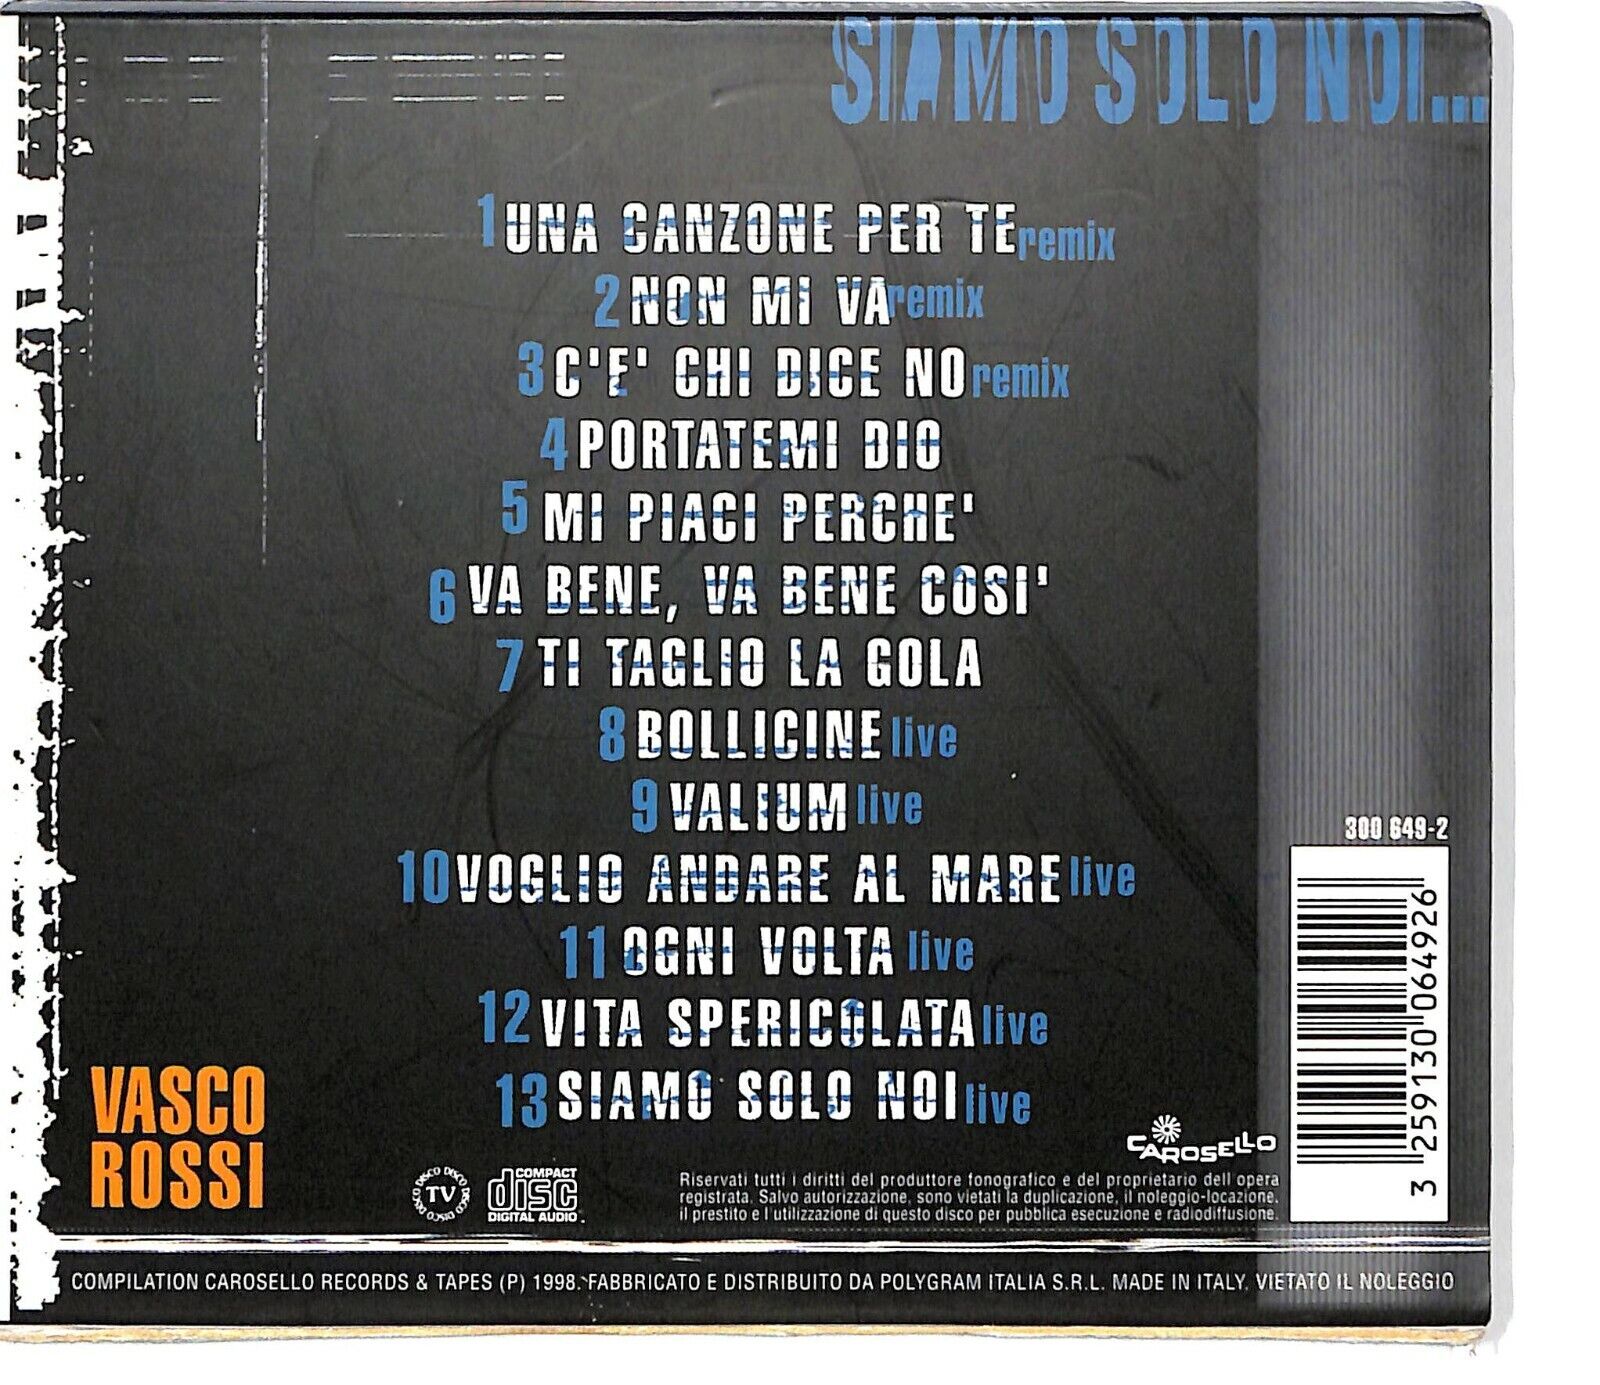 SIAMO SOLO NOI...
1 UNA CANZONE PER TE remix
2 NON MI VA remix
3 C'E' CHI DICE NO remix
4 PORTATEMI DIO
5 MI PIACI PERCHE'
6 VA BENE, VA BENE COSI'
7 TI TAGLIO LA GOLA
8 BOLLICINE live
9 VALIUM live
10 VOGLIO ANDARE AL MARE live
11 OGNI VOLTA live
12 VITA SPERICOLATA live
13 SIAMO SOLO NOI live
300 649-2
3 259130 064926
VASCO
ROSSI
DISCO DISCO DISCO DISCO
TV
COMPACT
disc
DIGITAL AUDIO
CAROSELLO
Riservati tutti i diritti del produttore fonografico e del proprietario dell opera
registrata. Salvo autorizzazione, sono vietati la duplicazione, il noleggio-locazione,
il prestito e l'utilizzazione di questo disco per pubblica esecuzione e radiodiffusione.
COMPILATION CAROSELLO RECORDS & TAPES (P) 1998. FABBRICATO E DISTRIBUITO DA POLYGRAM ITALIA S.R.L. MADE IN ITALY. VIETATO IL NOLEGGIO